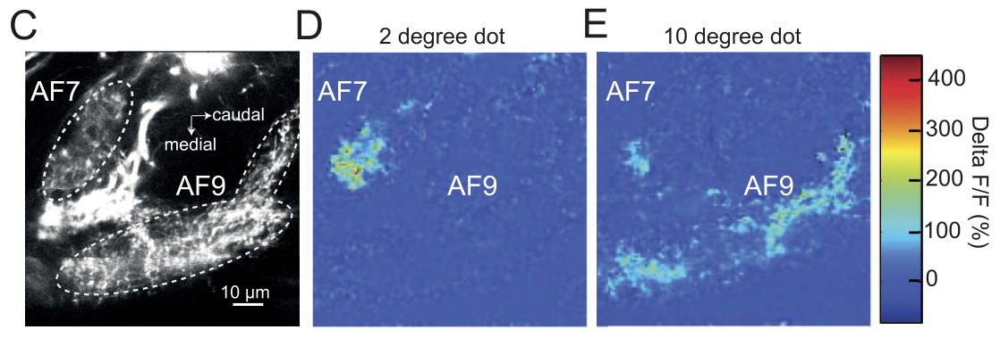 C
D
E
2 degree dot
10 degree dot
AF7
caudal
medial
AF9
10 µm
AF7
AF9
AF7
AF9
400
300
200
100
0
Delta F/F (%)